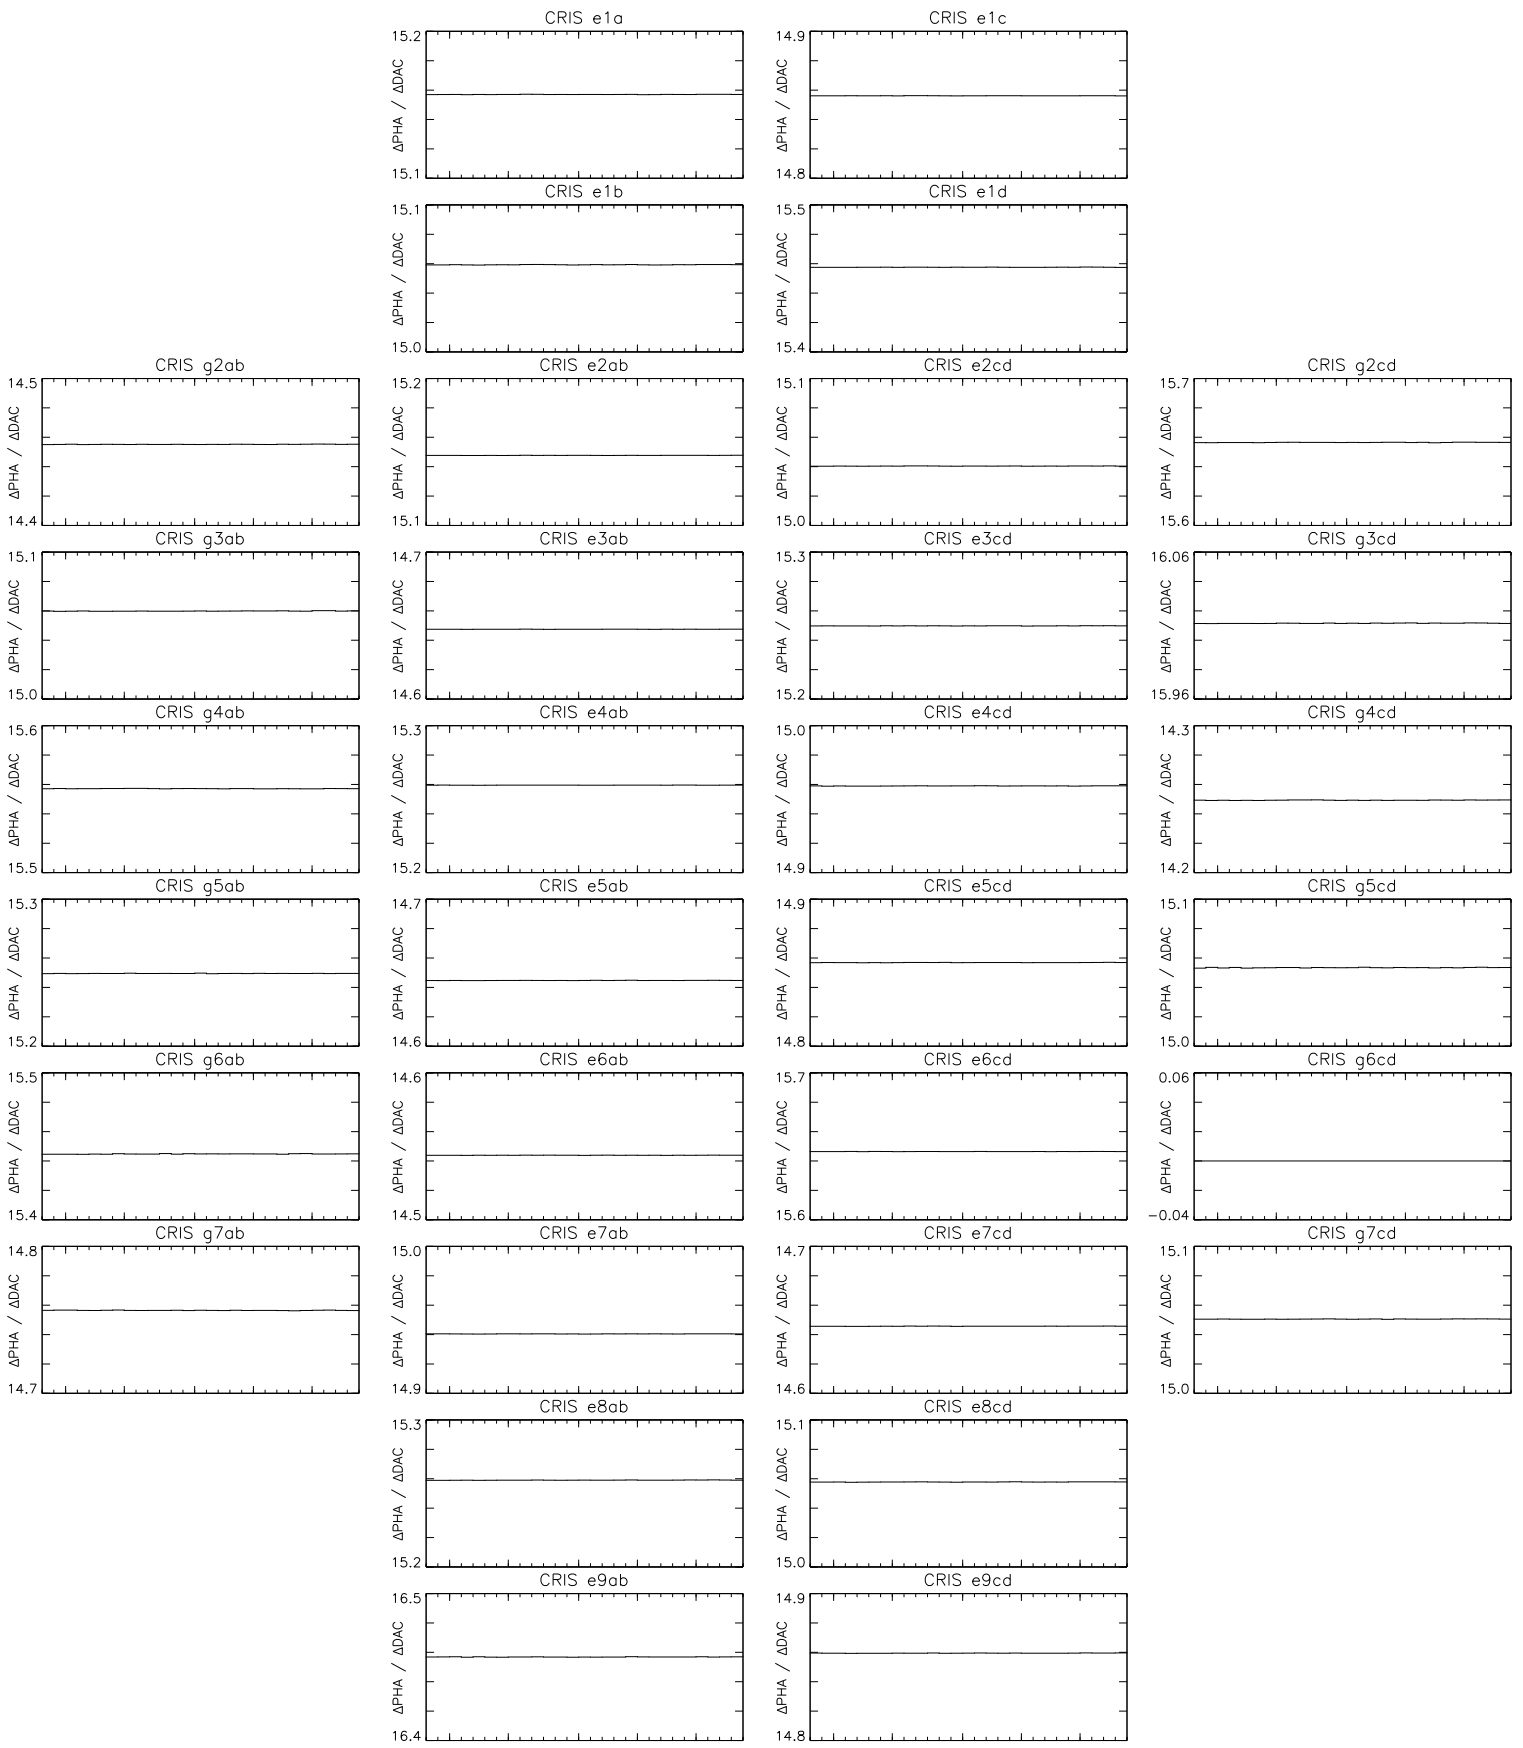 CRIS e1a CRIS e1c
15.2 14.9
ΔPHA / ΔDAC ΔPHA / ΔDAC
15.1 14.8
CRIS e1b CRIS e1d
15.1 15.5
ΔPHA / ΔDAC ΔPHA / ΔDAC
15.0 15.4
CRIS g2ab CRIS e2ab CRIS e2cd CRIS g2cd
14.5 15.2 15.1 15.7
ΔPHA / ΔDAC ΔPHA / ΔDAC ΔPHA / ΔDAC ΔPHA / ΔDAC
14.4 15.1 15.0 15.6
CRIS g3ab CRIS e3ab CRIS e3cd CRIS g3cd
15.1 14.7 15.3 16.06
ΔPHA / ΔDAC ΔPHA / ΔDAC ΔPHA / ΔDAC ΔPHA / ΔDAC
15.0 14.6 15.2 15.96
CRIS g4ab CRIS e4ab CRIS e4cd CRIS g4cd
15.6 15.3 15.0 14.3
ΔPHA / ΔDAC ΔPHA / ΔDAC ΔPHA / ΔDAC ΔPHA / ΔDAC
15.5 15.2 14.9 14.2
CRIS g5ab CRIS e5ab CRIS e5cd CRIS g5cd
15.3 14.7 14.9 15.1
ΔPHA / ΔDAC ΔPHA / ΔDAC ΔPHA / ΔDAC ΔPHA / ΔDAC
15.2 14.6 14.8 15.0
CRIS g6ab CRIS e6ab CRIS e6cd CRIS g6cd
15.5 14.6 15.7 0.06
ΔPHA / ΔDAC ΔPHA / ΔDAC ΔPHA / ΔDAC ΔPHA / ΔDAC
15.4 14.5 15.6 −0.04
CRIS g7ab CRIS e7ab CRIS e7cd CRIS g7cd
14.8 15.0 14.7 15.1
ΔPHA / ΔDAC ΔPHA / ΔDAC ΔPHA / ΔDAC ΔPHA / ΔDAC
14.7 14.9 14.6 15.0
CRIS e8ab CRIS e8cd
15.3 15.1
ΔPHA / ΔDAC ΔPHA / ΔDAC
15.2 15.0
CRIS e9ab CRIS e9cd
16.5 14.9
ΔPHA / ΔDAC ΔPHA / ΔDAC
16.4 14.8